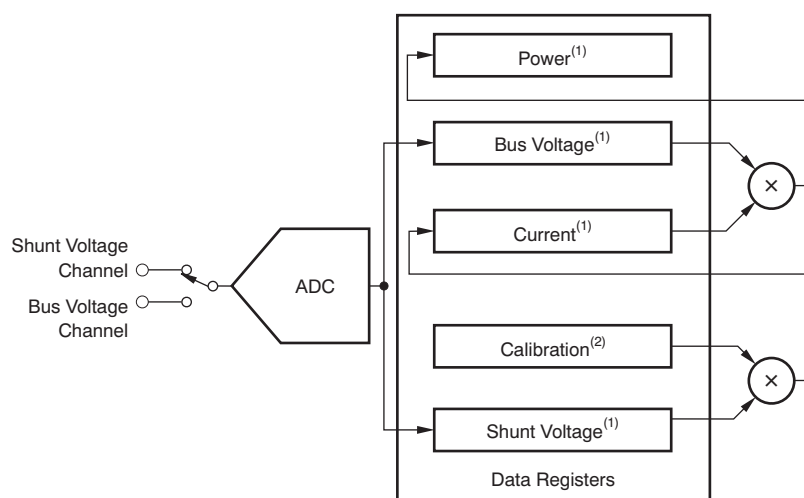 Power(1)
Bus Voltage(1)
×
Shunt Voltage
Channel
Current(1)
ADC
Bus Voltage
Channel
Calibration(2)
×
Shunt Voltage(1)
Data Registers